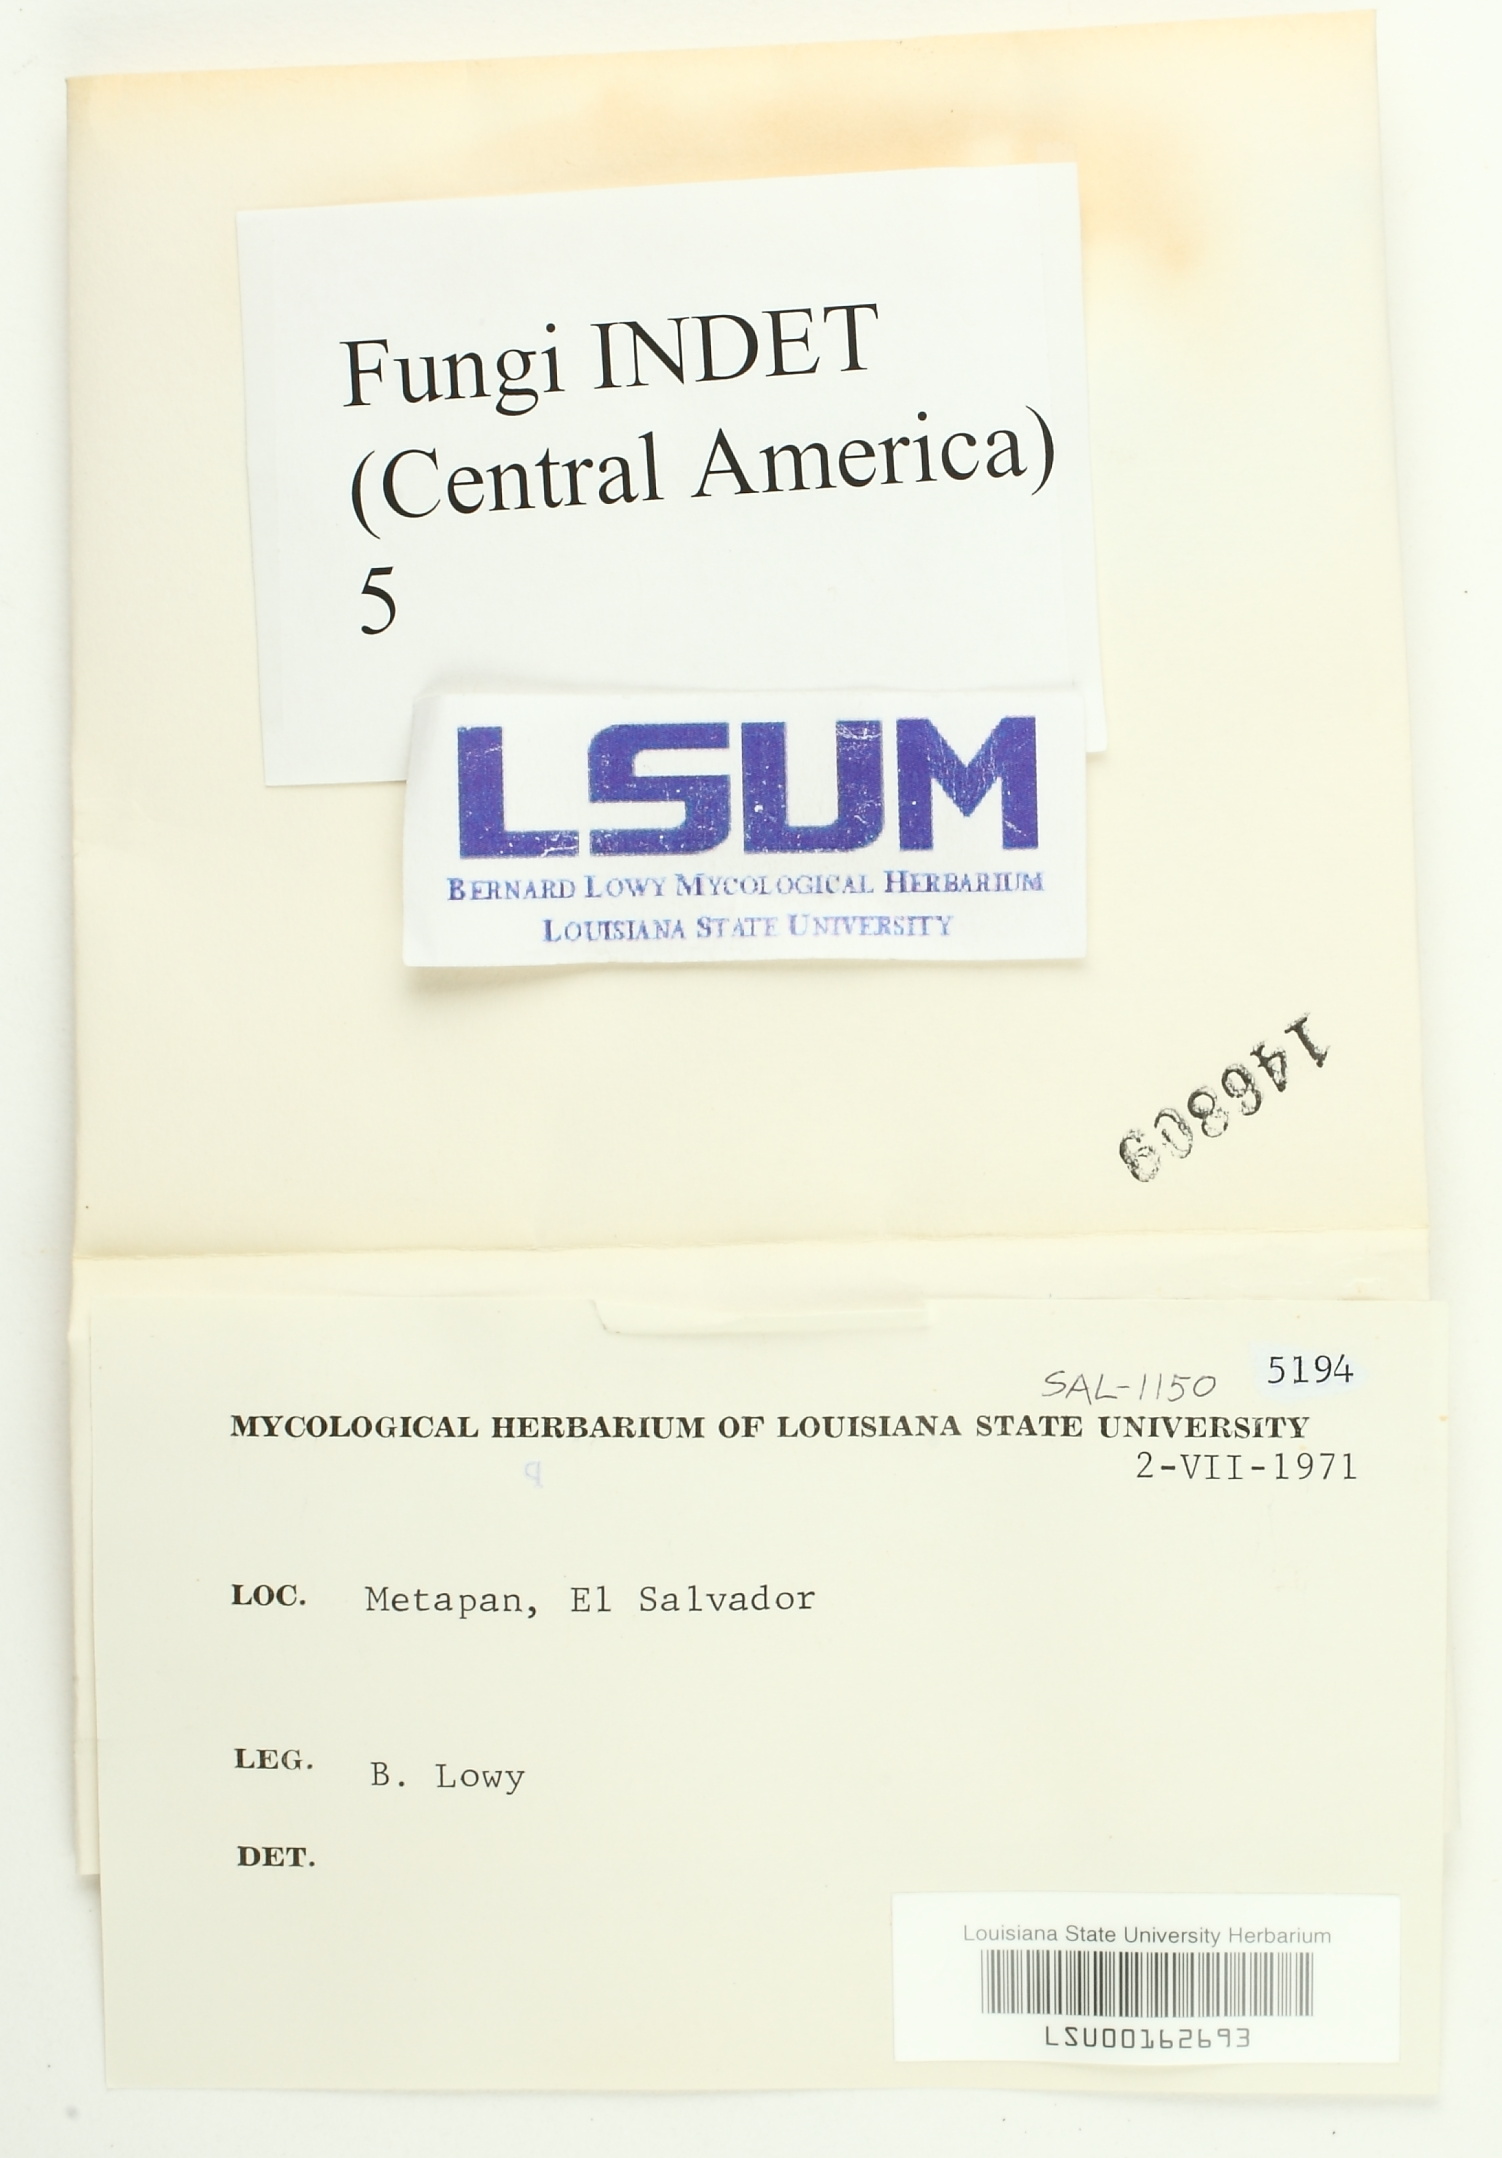 Fungi INDET
(Central America)
5
LSUM
BERNARD LOWY MYCOLOGICAL HERBARIUM
LOUISIANA STATE UNIVERSITY
146809
SAL-1150 5194
MYCOLOGICAL HERBARIUM OF LOUISIANA STATE UNIVERSITY
2-VII-1971
LOC. Metapan, El Salvador
LEG. B. Lowy
DET.
Louisiana State University Herbarium
LSU00162693